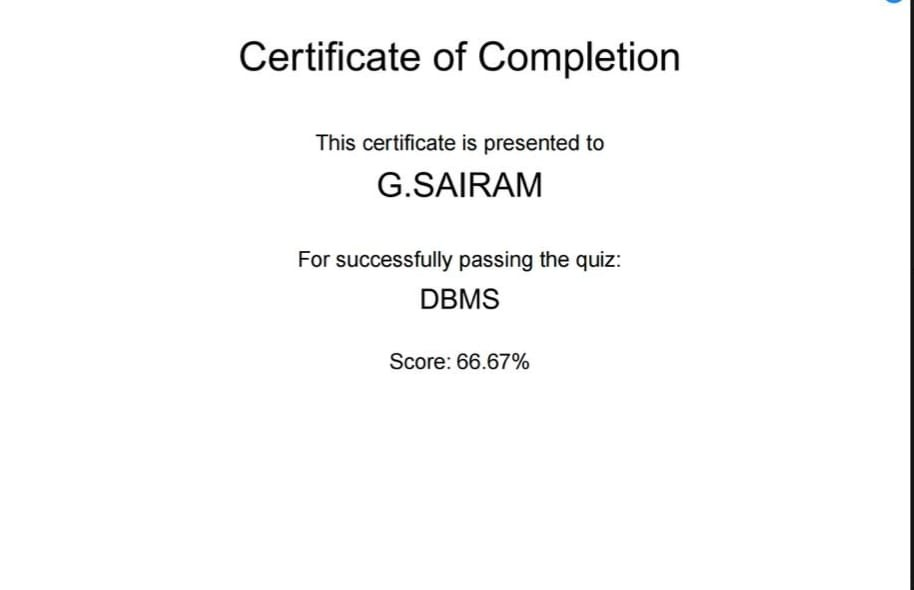 Certificate of Completion
This certificate is presented to
G.SAIRAM
For successfully passing the quiz:
DBMS
Score: 66.67%